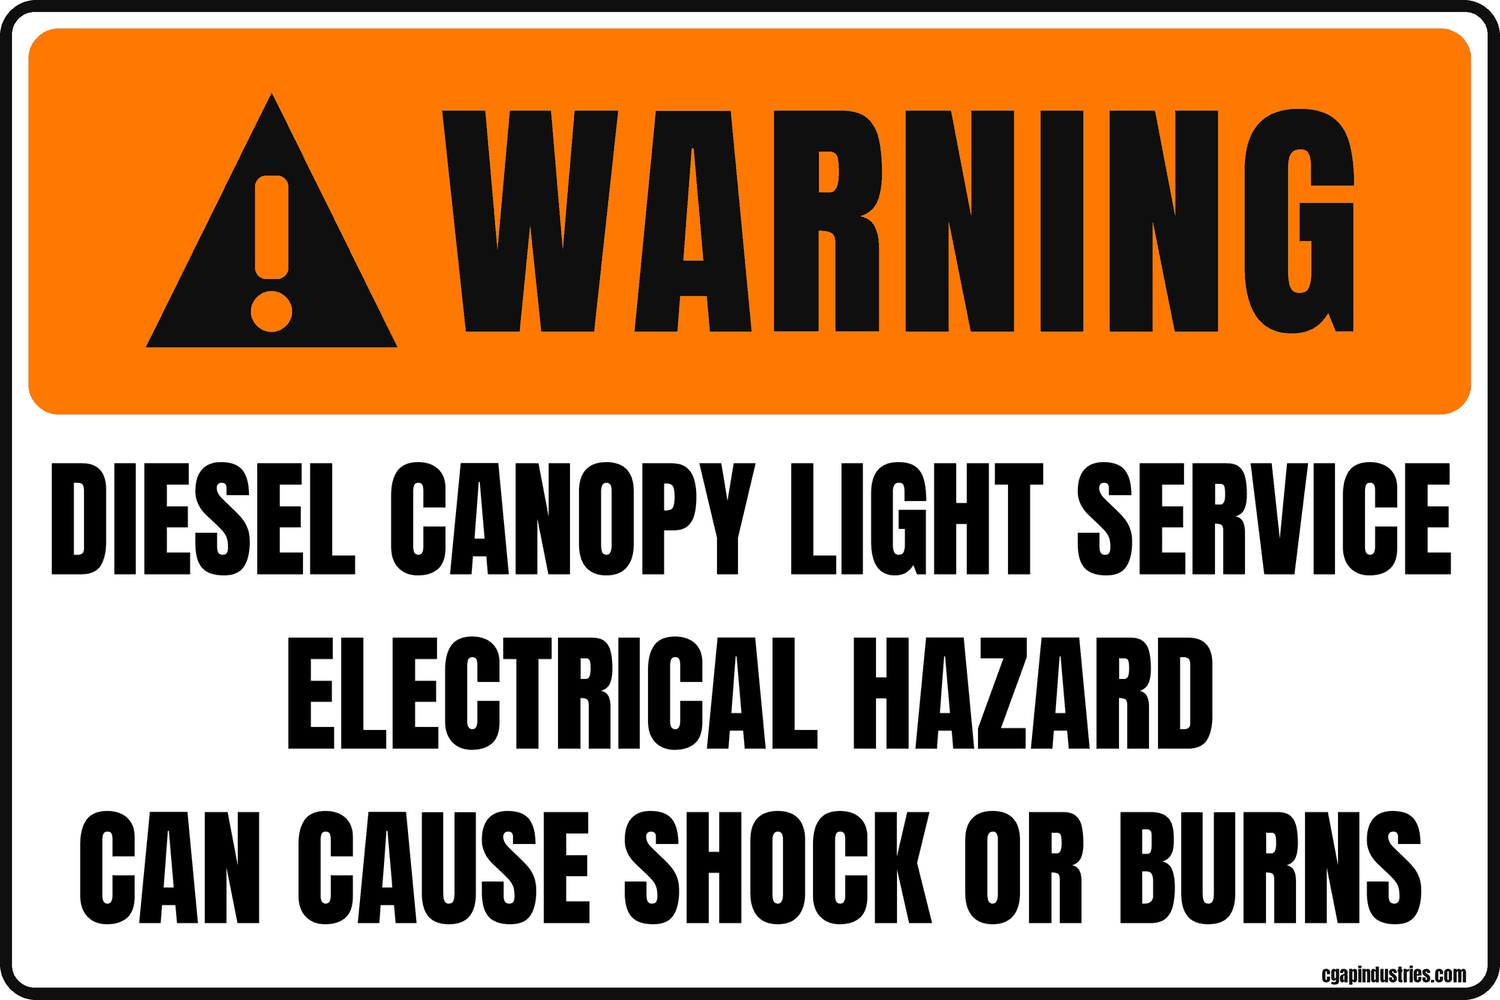 WARNING
DIESEL CANOPY LIGHT SERVICE
ELECTRICAL HAZARD
CAN CAUSE SHOCK OR BURNS
cgapindustries.com